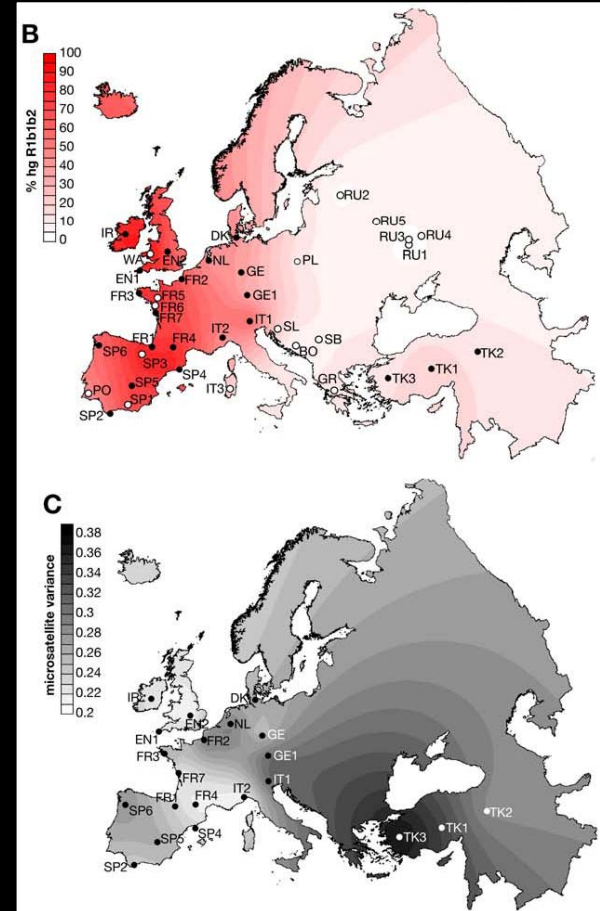 B
% hg R1b1b2
100
90
80
70
60
50
40
30
20
10
0
RU2
RU5
RU3 RU4
RU1
IR
WA EN2
DK
NL
GE
PL
EN1
FR2
FR3 FR5
FR6
FR7
GE1
IT1
IT2
SL
SB
BO
FR1 FR4
SP6
SP3
SP4
SP5
PO
SP1
SP2
IT3
GR
TK3
TK1
TK2
C
microsatellite variance
0.38
0.36
0.34
0.32
0.3
0.28
0.26
0.24
0.22
0.2
IR
EN2
DK
NL
GE
EN1
FR2
FR3
GE1
FR7
IT1
IT2
FR1 FR4
SP6
SP4
SP5
SP2
TK3
TK1
TK2